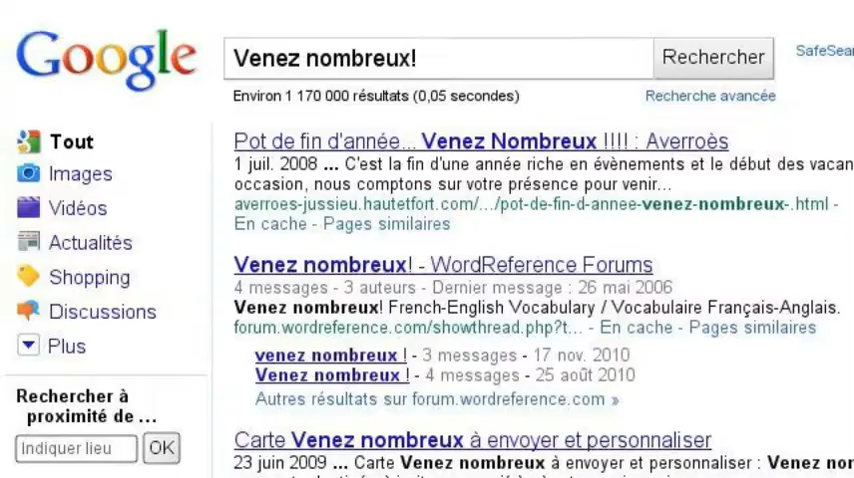 Google
Venez nombreux!
Rechercher
SafeSear
Environ 1 170 000 résultats (0,05 secondes)
Recherche avancée
Tout
Images
Vidéos
Actualités
Shopping
Discussions
Plus
Rechercher à
proximité de ...
Indiquer lieu
OK
Pot de fin d'année... Venez Nombreux !!!! : Averroès
1 juil. 2008 ... C'est la fin d'une année riche en évènements et le début des vacan
occasion, nous comptons sur votre présence pour venir...
averroes-jussieu.hautetfort.com/.../pot-de-fin-d-annee-venez-nombreux-.html -
En cache - Pages similaires
Venez nombreux! - WordReference Forums
4 messages - 3 auteurs - Dernier message : 26 mai 2006
Venez nombreux! French-English Vocabulary / Vocabulaire Français-Anglais.
forum.wordreference.com/showthread.php?t... - En cache - Pages similaires
venez nombreux ! - 3 messages - 17 nov. 2010
Venez nombreux ! - 4 messages - 25 août 2010
Autres résultats sur forum.wordreference.com »
Carte Venez nombreux à envoyer et personnaliser
23 juin 2009 ... Carte Venez nombreux à envoyer et personnaliser : Venez nom